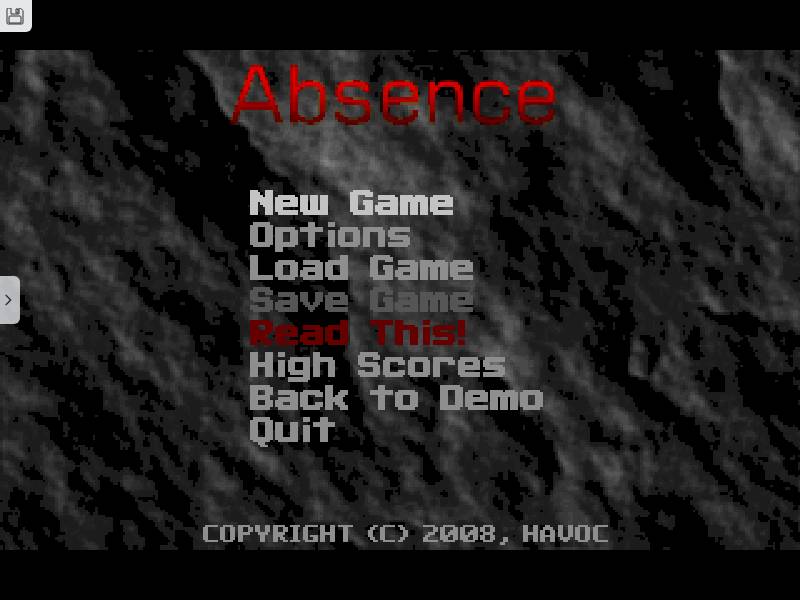 Absence
New Game
Options
Load Game
Save Game
Read This!
High Scores
Back to Demo
Quit
COPYRIGHT (C) 2008, HAVOC